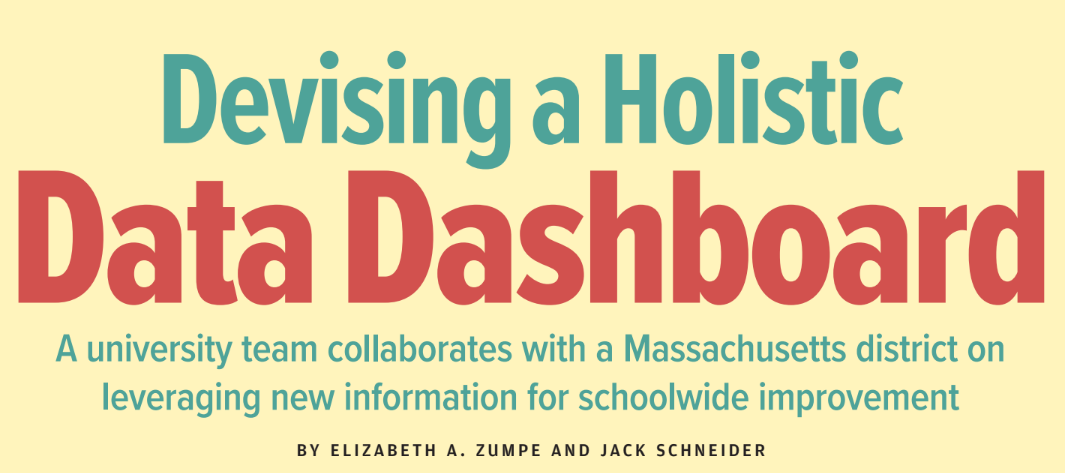 Devising a Holistic
Data Dashboard
A university team collaborates with a Massachusetts district on
leveraging new information for schoolwide improvement
BY ELIZABETH A. ZUMPE AND JACK SCHNEIDER